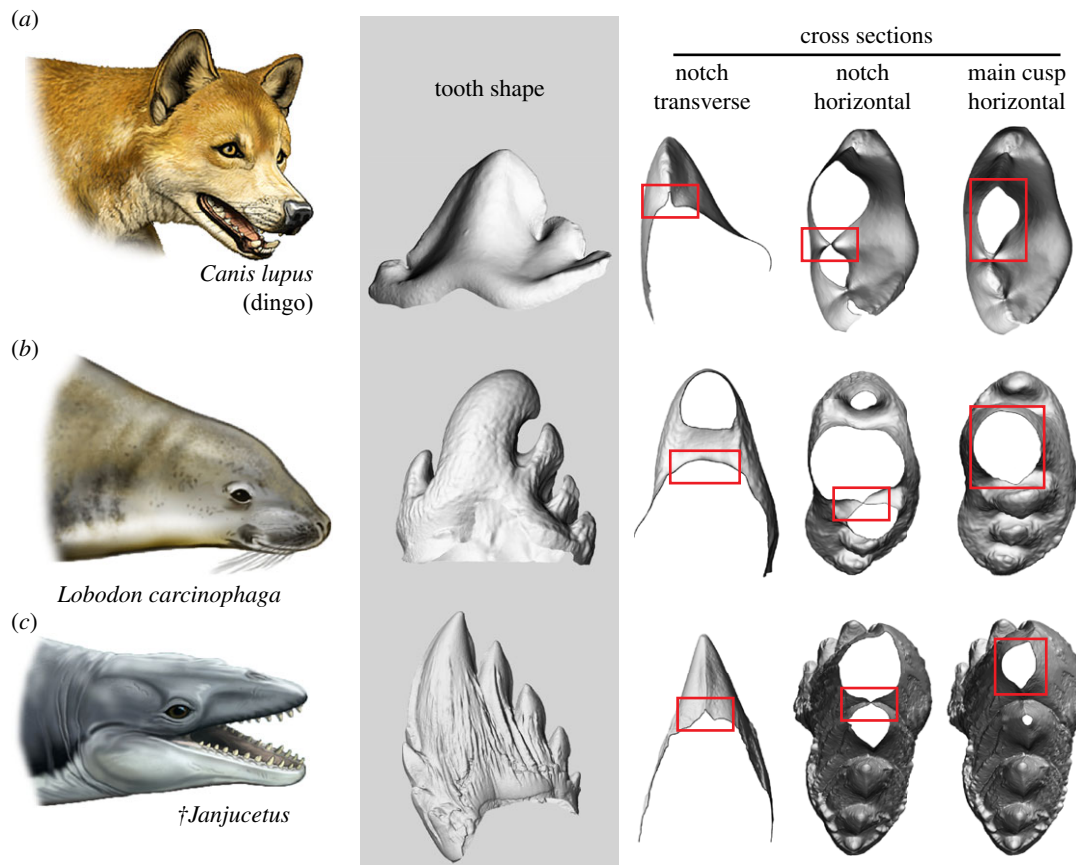 (a)
cross sections
tooth shape
notch
transverse
notch
horizontal
main cusp
horizontal
Canis lupus
(dingo)
(b)
Lobodon carcinophaga
(c)
†Janjucetus